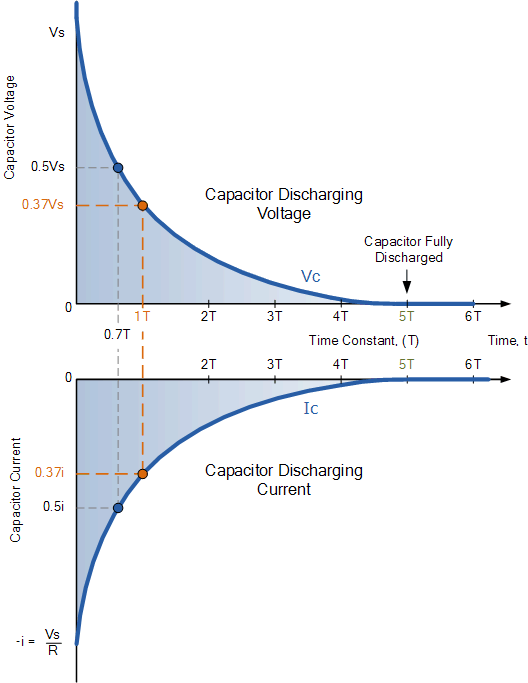 Vs
Capacitor Voltage
0.5Vs
0.37Vs
Capacitor Discharging
Voltage
Capacitor Fully
Discharged
Vc
0
1T
2T
3T
4T
5T
6T
0.7T
Time Constant, (T)
Time, t
2T
3T
4T
5T
6T
0
Ic
Capacitor Current
0.37i
Capacitor Discharging
Current
0.5i
-i = Vs
R